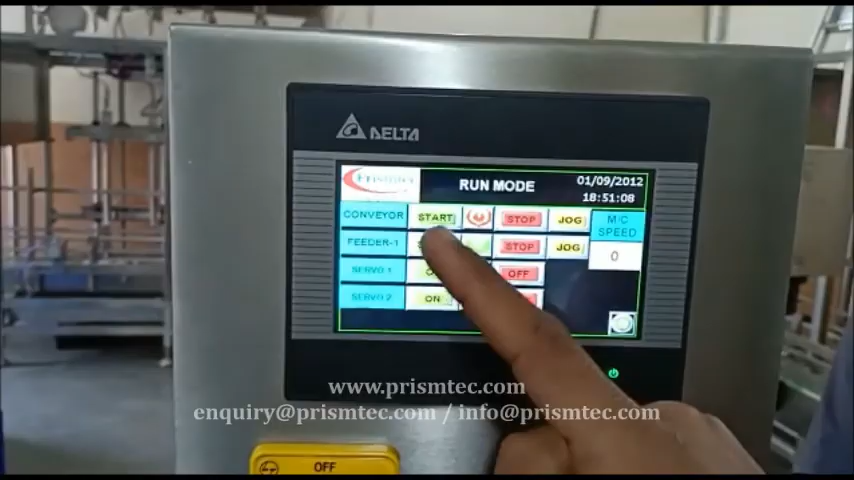 DELTA
Prismtec
RUN MODE
01/09/2012
18:51:08
CONVEYOR START STOP JOG M/C SPEED
FEEDER-1 STOP JOG 0
SERVO 1 OFF
SERVO 2 ON
www.prismtec.com
enquiry@prismtec.com / info@prismtec.com
OFF